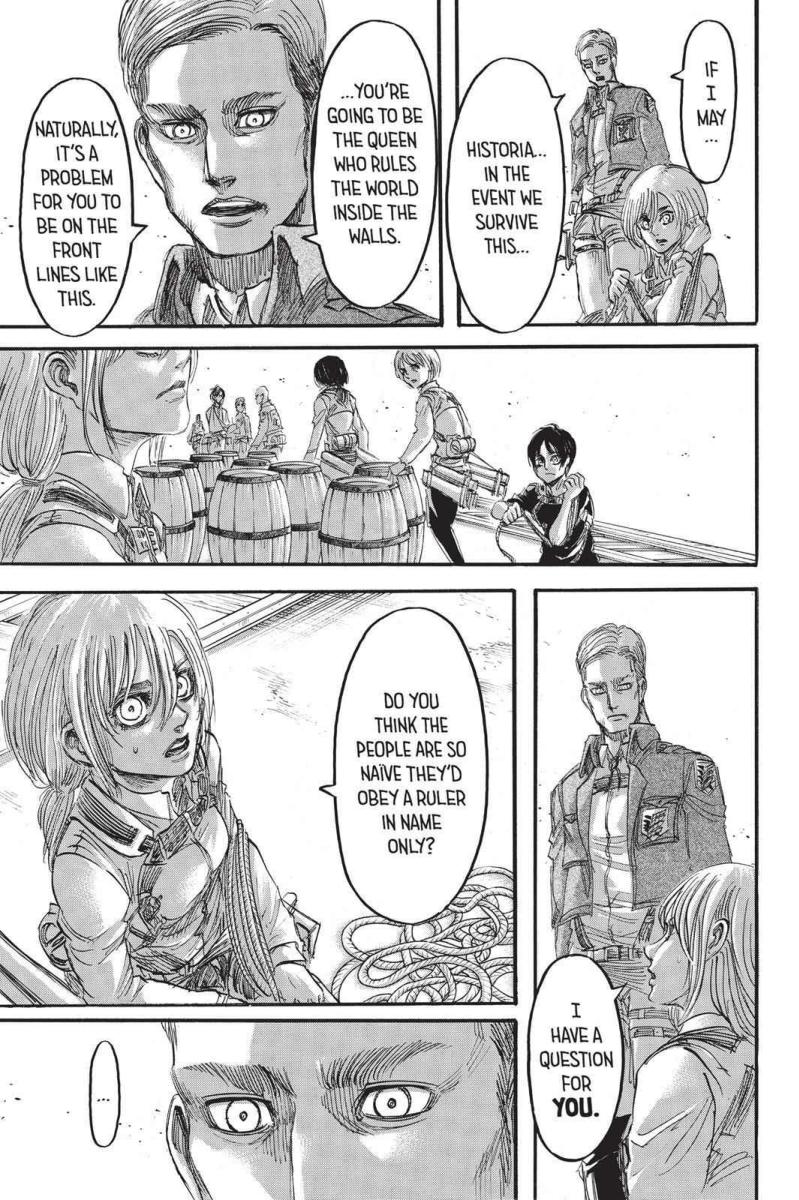 IF
I
MAY
...
HISTORIA...
IN THE
EVENT WE
SURVIVE
THIS...
...YOU'RE
GOING TO BE
THE QUEEN
WHO RULES
THE WORLD
INSIDE THE
WALLS.
NATURALLY,
IT'S A
PROBLEM
FOR YOU TO
BE ON THE
FRONT
LINES LIKE
THIS.
I
HAVE A
QUESTION
FOR
YOU.
DO YOU
THINK THE
PEOPLE ARE SO
NAÏVE THEY'D
OBEY A RULER
IN NAME
ONLY?
...